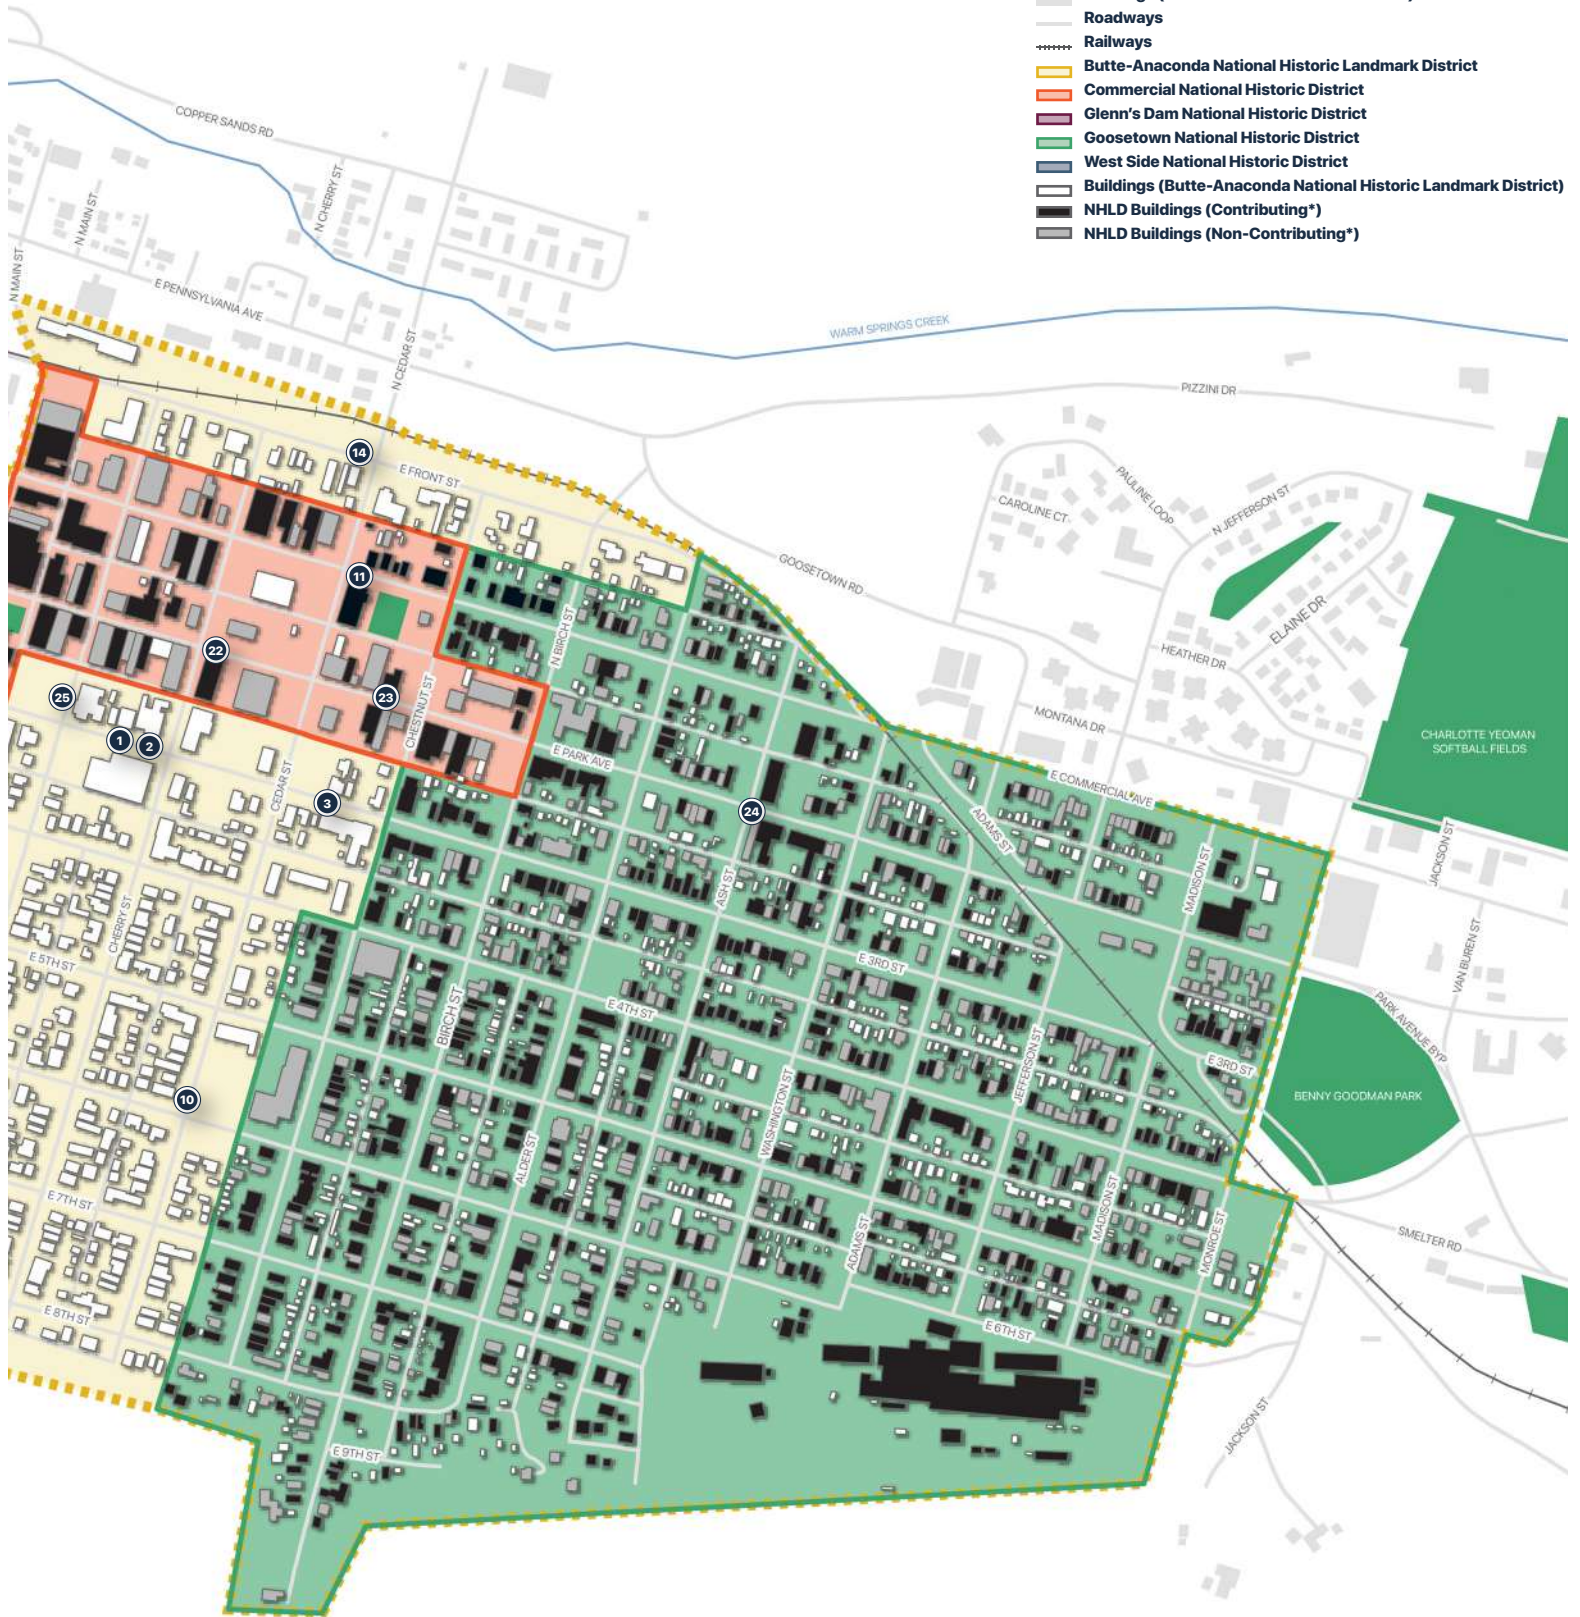 Roadways
Railways
Butte-Anaconda National Historic Landmark District
Commercial National Historic District
Glenn's Dam National Historic District
Goosetown National Historic District
West Side National Historic District
Buildings (Butte-Anaconda National Historic Landmark District)
NHLD Buildings (Contributing*)
NHLD Buildings (Non-Contributing*)
COPPER SANDS RD
N CHERRY ST
N MAIN ST
N MAIN ST
E PENNSYLVANIA AVE
WARM SPRINGS CREEK
N CEDAR ST
PIZZINI DR
14
E FRONT ST
PAULINE LOOP
CAROLINE CT
N JEFFERSON ST
GOOSETOWN RD
11
ELAINE DR
N BIRCH ST
22
HEATHER DR
25
23
CHESTNUT ST
MONTANA DR
1
2
CHARLOTTE YEOMAN
SOFTBALL FIELDS
E PARK AVE
CEDAR ST
E COMMERCIAL AVE
3
24
ADAMS ST
JACKSON ST
MADISON ST
ASH ST
CHERRY ST
E 5TH ST
E 3RD ST
VAN BUREN ST
BIRCH ST
E 4TH ST
PARK AVENUE BYP
JEFFERSON ST
E 3RD ST
10
WASHINGTON ST
BENNY GOODMAN PARK
ALDER ST
E 7TH ST
MADISON ST
ADAMS ST
MONROE ST
SMELTER RD
E 8TH ST
E 6TH ST
JACKSON ST
E 9TH ST